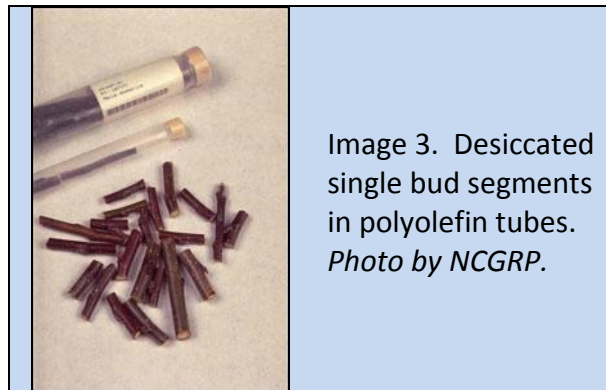 Image 3. Desiccated
single bud segments
in polyolefin tubes.
Photo by NCGRP.